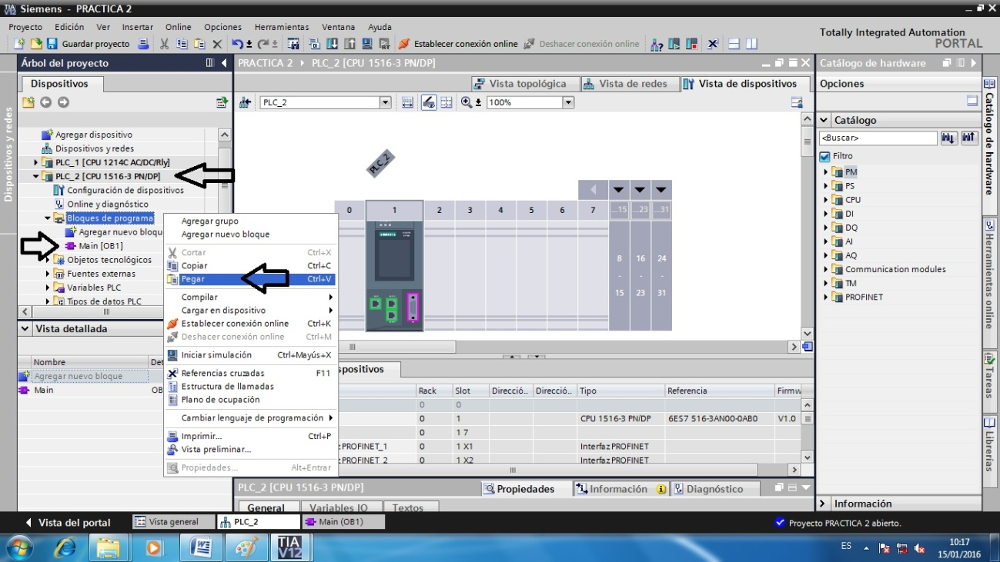 Siemens - PRACTICA 2
Proyecto Edición Ver Insertar Online Opciones Herramientas Ventana Ayuda
Totally Integrated Automation
PORTAL
Guardar proyecto
Establecer conexión online
Deshacer conexión online
Árbol del proyecto
Dispositivos
Dispositivos y redes
Agregar dispositivo
Dispositivos y redes
PLC_1 [CPU 1214C AC/DC/Rly]
PLC_2 [CPU 1516-3 PN/DP]
Configuración de dispositivos
Online y diagnóstico
Bloques de programa
Agregar nuevo bloqu
Main [OB1]
Objetos tecnológicos
Fuentes externas
Variables PLC
Tipos de datos PLC
Vista detallada
Nombre
Det
Agregar nuevo bloque
Main
OB
Agregar grupo
Agregar nuevo bloque
Cortar Ctrl+X
Copiar Ctrl+C
Pegar Ctrl+V
Compilar
Cargar en dispositivo
Establecer conexión online Ctrl+K
Deshacer conexión online Ctrl+M
Iniciar simulación Ctrl+Mayús+X
Referencias cruzadas F11
Estructura de llamadas
Plano de ocupación
Cambiar lenguaje de programación
Imprimir... Ctrl+P
Vista preliminar...
Propiedades... Alt+Entrar
PRACTICA 2 PLC_2 [CPU 1516-3 PN/DP]
Vista topológica
Vista de redes
Vista de dispositivos
PLC_2
100%
PLC_2
0 1 2 3 4 5 6 7 ...15 ...23 ...31
8 16 24
- - -
15 23 31
spositivos
Rack Slot Direcció.. Direcció.. Tipo Referencia Firmw
0 0
0 1 CPU 1516-3 PN/DP 6ES7 516-3AN00-0AB0 V1.0
0 1 7
PROFINET_1 0 1 X1 Interfaz PROFINET
PROFINET_2 0 1 X2 Interfaz PROFINET
PLC_2 [CPU 1516-3 PN/DP]
Propiedades
Información
Diagnóstico
General Variables IO Textos
Catálogo de hardware
Opciones
Catálogo
<Buscar>
Filtro
PM
PS
CPU
DI
DQ
AI
AQ
Communication modules
TM
PROFINET
Información
Catálogo de hardware
Herramientas online
Tareas
Librerías
Vista del portal
Vista general
PLC_2
Main (OB1)
Proyecto PRACTICA 2 abierto.
TIA
V12
ES
10:17
15/01/2016